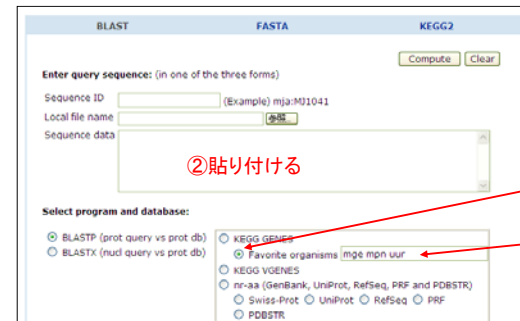 BLAST FASTA KEGG2
Compute Clear
Enter query sequence: (in one of the three forms)
Sequence ID (Example) mja:MJ1041
Local file name 参照...
Sequence data
②貼り付ける
Select program and database:
BLASTP (prot query vs prot db) KEGG GENES
Favorite organisms mge mpn uur
BLASTX (nucl query vs prot db)
KEGG VGENES
nr-aa (GenBank, UniProt, RefSeq, PRF and PDBSTR)
Swiss-Prot UniProt RefSeq PRF
PDBSTR